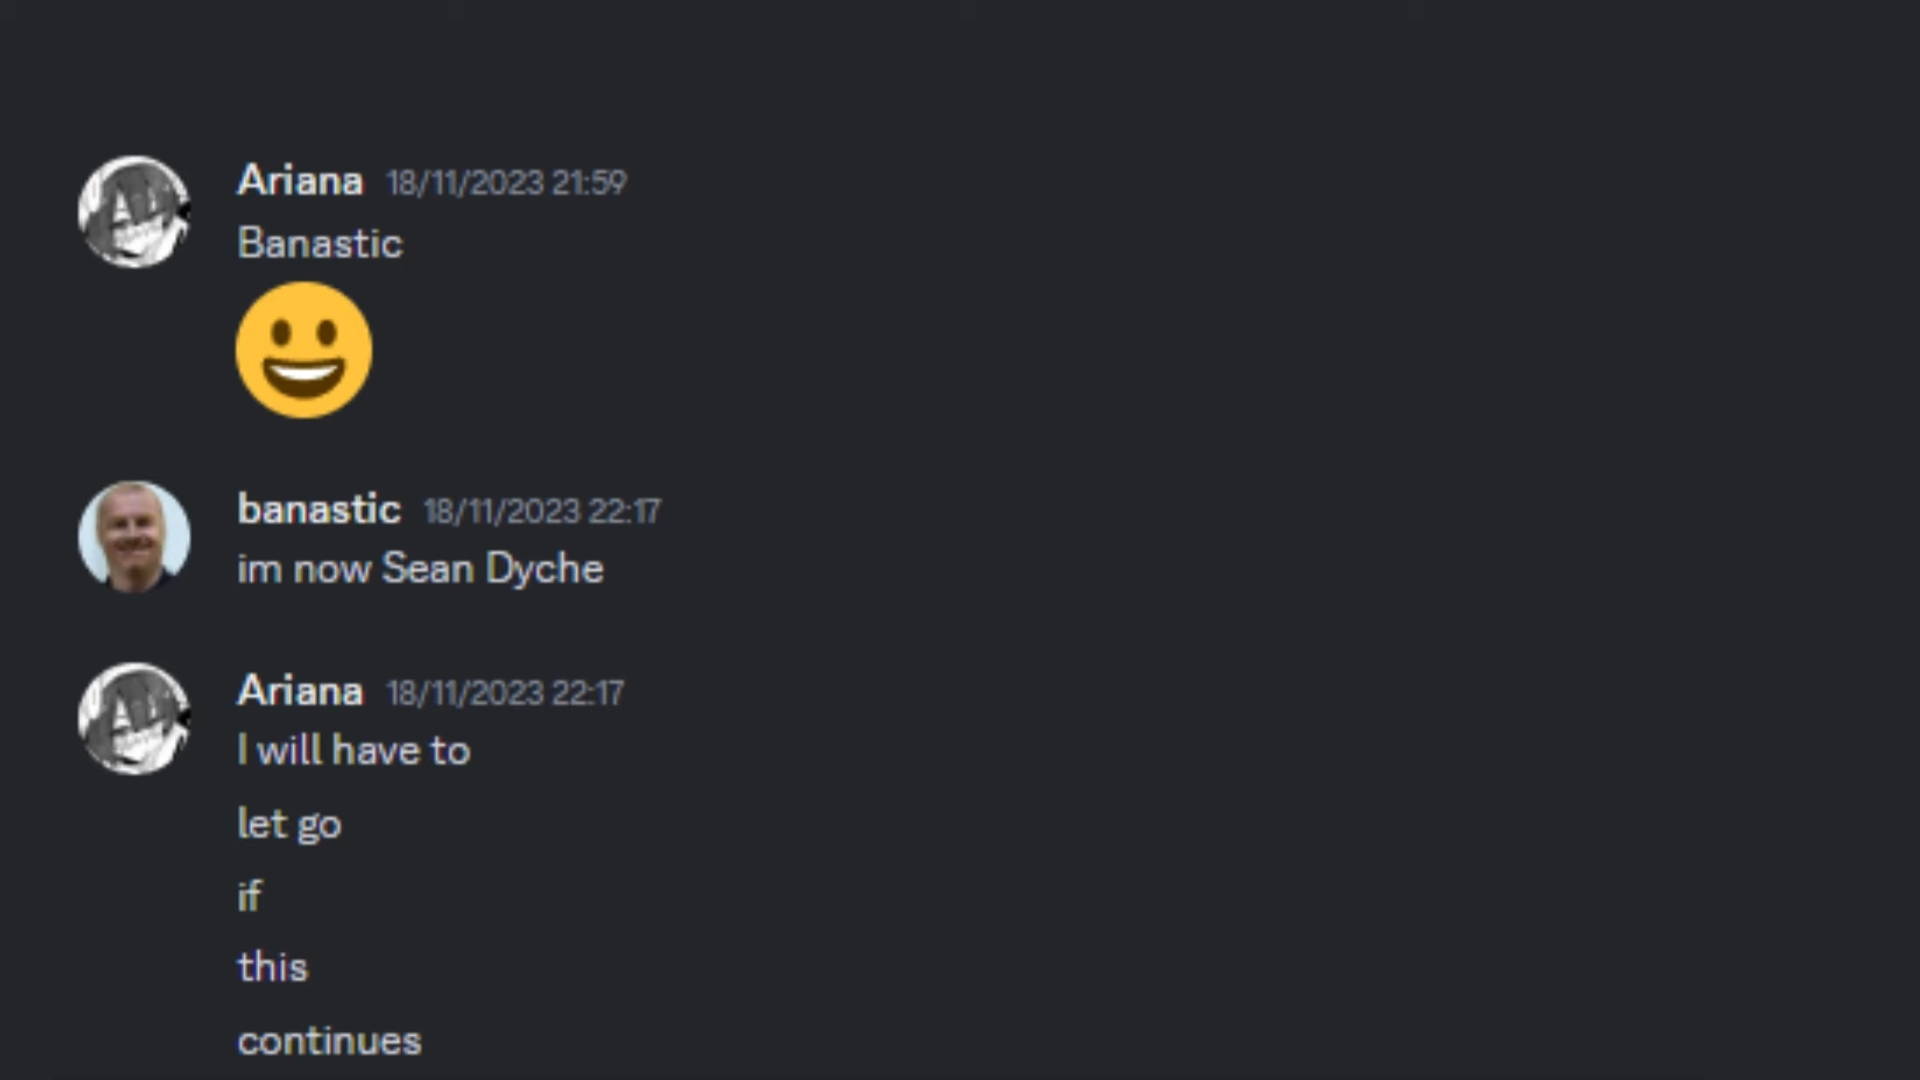 Ariana 18/11/2023 21:59
Banastic
😃
banastic 18/11/2023 22:17
im now Sean Dyche
Ariana 18/11/2023 22:17
I will have to
let go
if
this
continues